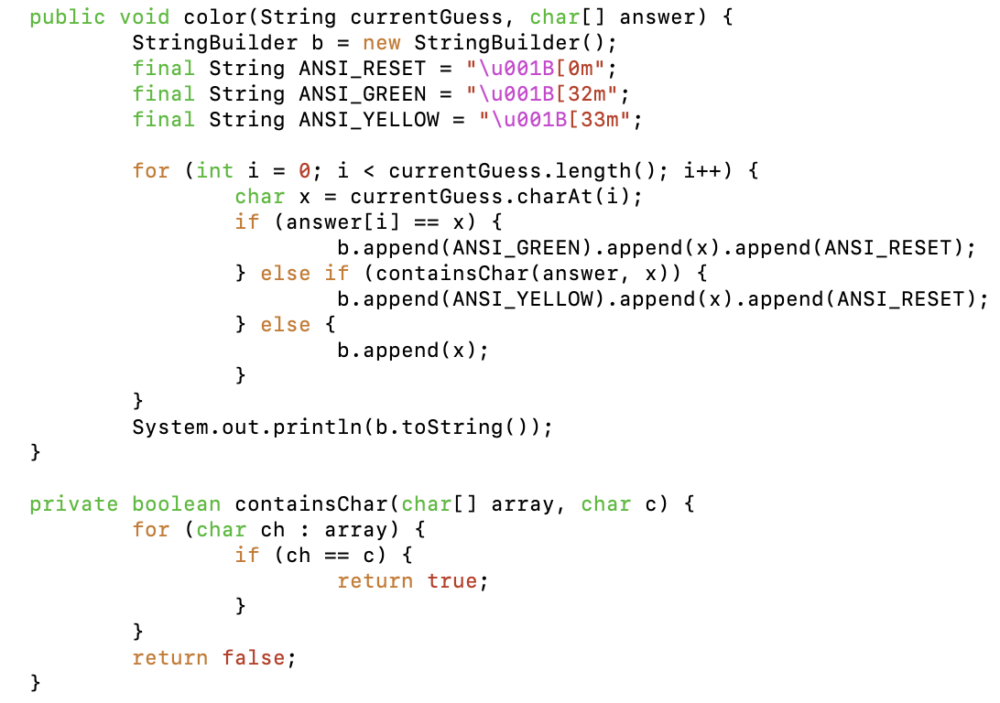 public void color(String currentGuess, char[] answer) {
        StringBuilder b = new StringBuilder();
        final String ANSI_RESET = "\u001B[0m";
        final String ANSI_GREEN = "\u001B[32m";
        final String ANSI_YELLOW = "\u001B[33m";

        for (int i = 0; i < currentGuess.length(); i++) {
                char x = currentGuess.charAt(i);
                if (answer[i] == x) {
                        b.append(ANSI_GREEN).append(x).append(ANSI_RESET);
                } else if (containsChar(answer, x)) {
                        b.append(ANSI_YELLOW).append(x).append(ANSI_RESET);
                } else {
                        b.append(x);
                }
        }
        System.out.println(b.toString());
}

private boolean containsChar(char[] array, char c) {
        for (char ch : array) {
                if (ch == c) {
                        return true;
                }
        }
        return false;
}